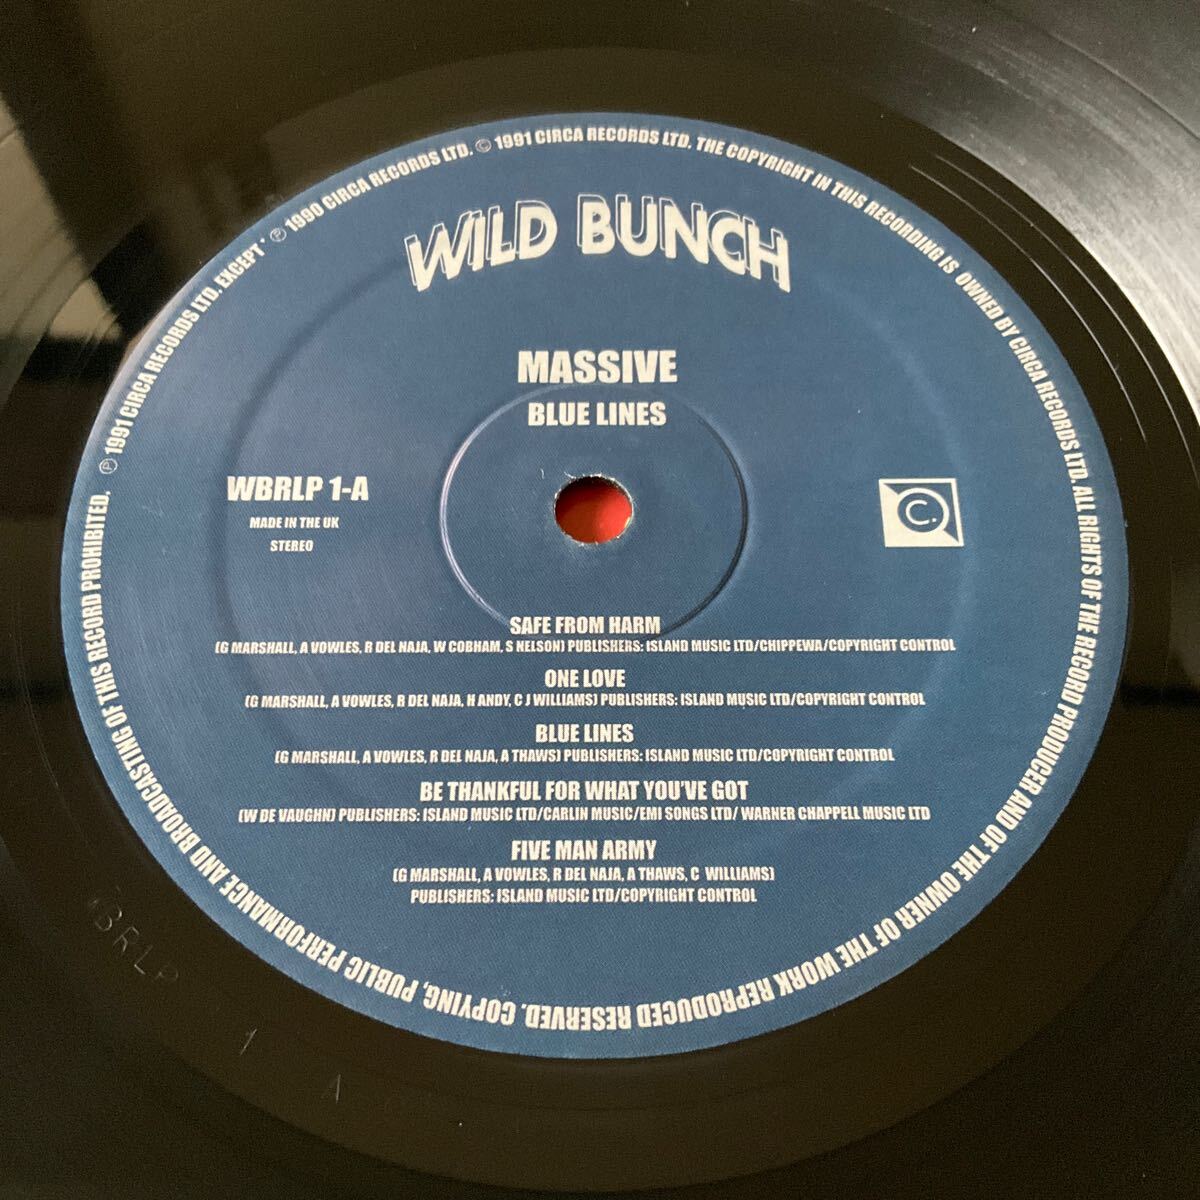 WILD BUNCH
MASSIVE
BLUE LINES
WBRLP 1-A
MADE IN THE UK
STEREO
C.
SAFE FROM HARM
(G MARSHALL, A VOWLES, R DEL NAJA, W COBHAM, S NELSON) PUBLISHERS: ISLAND MUSIC LTD/CHIPPEWA/COPYRIGHT CONTROL
ONE LOVE
(G MARSHALL, A VOWLES, R DEL NAJA, H ANDY, C J WILLIAMS) PUBLISHERS: ISLAND MUSIC LTD/COPYRIGHT CONTROL
BLUE LINES
(G MARSHALL, A VOWLES, R DEL NAJA, A THAWS) PUBLISHERS: ISLAND MUSIC LTD/COPYRIGHT CONTROL
BE THANKFUL FOR WHAT YOU'VE GOT
(W DE VAUGHN) PUBLISHERS: ISLAND MUSIC LTD/CARLIN MUSIC/EMI SONGS LTD/ WARNER CHAPPELL MUSIC LTD
FIVE MAN ARMY
(G MARSHALL, A VOWLES, R DEL NAJA, A THAWS, C WILLIAMS)
PUBLISHERS: ISLAND MUSIC LTD/COPYRIGHT CONTROL
℗ 1991 CIRCA RECORDS LTD. EXCEPT * ℗ 1990 CIRCA RECORDS LTD. © 1991 CIRCA RECORDS LTD. THE COPYRIGHT IN THIS RECORDING IS OWNED BY CIRCA RECORDS LTD. ALL RIGHTS OF THE RECORD PRODUCER AND OF THE OWNER OF THE WORK REPRODUCED RESERVED. COPYING, PUBLIC PERFORMANCE AND BROADCASTING OF THIS RECORD PROHIBITED.
BRLP 1 A